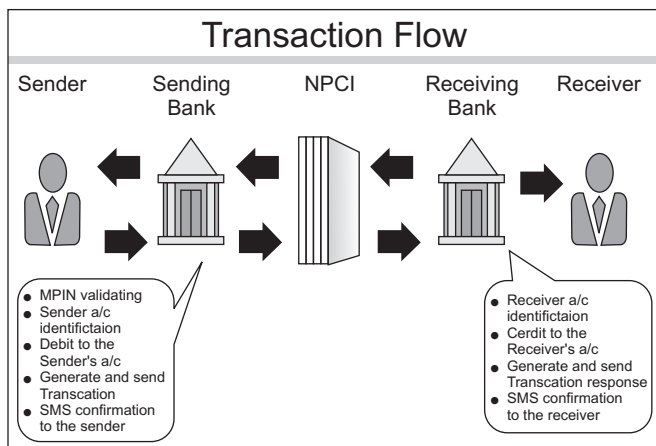 Transaction Flow
Sender
Sending
Bank
NPCI
Receiving
Bank
Receiver
● MPIN validating
● Sender a/c
identifictaion
● Debit to the
Sender's a/c
● Generate and send
Transcation
● SMS confirmation
to the sender
● Receiver a/c
identifictaion
● Cerdit to the
Receiver's a/c
● Generate and send
Transcation response
● SMS confirmation
to the receiver